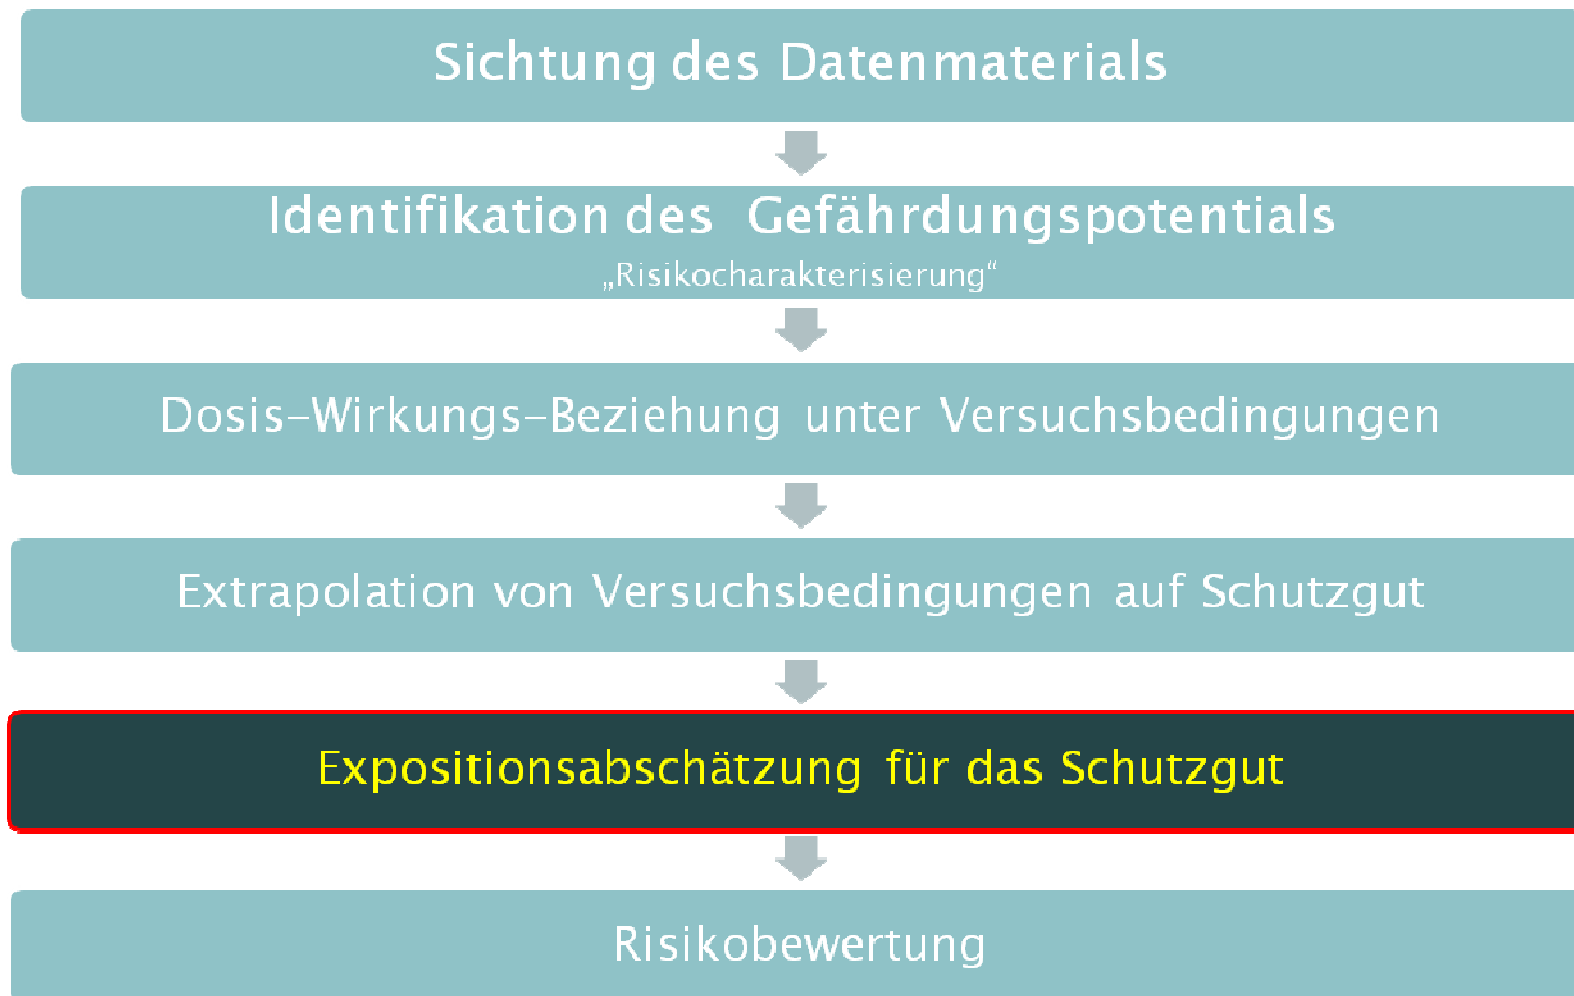 Sichtung des Datenmaterials
Identifikation des Gefährdungspotentials
„Risikocharakterisierung“
Dosis-Wirkungs-Beziehung unter Versuchsbedingungen
Extrapolation von Versuchsbedingungen auf Schutzgut
Expositionsabschätzung für das Schutzgut
Risikobewertung